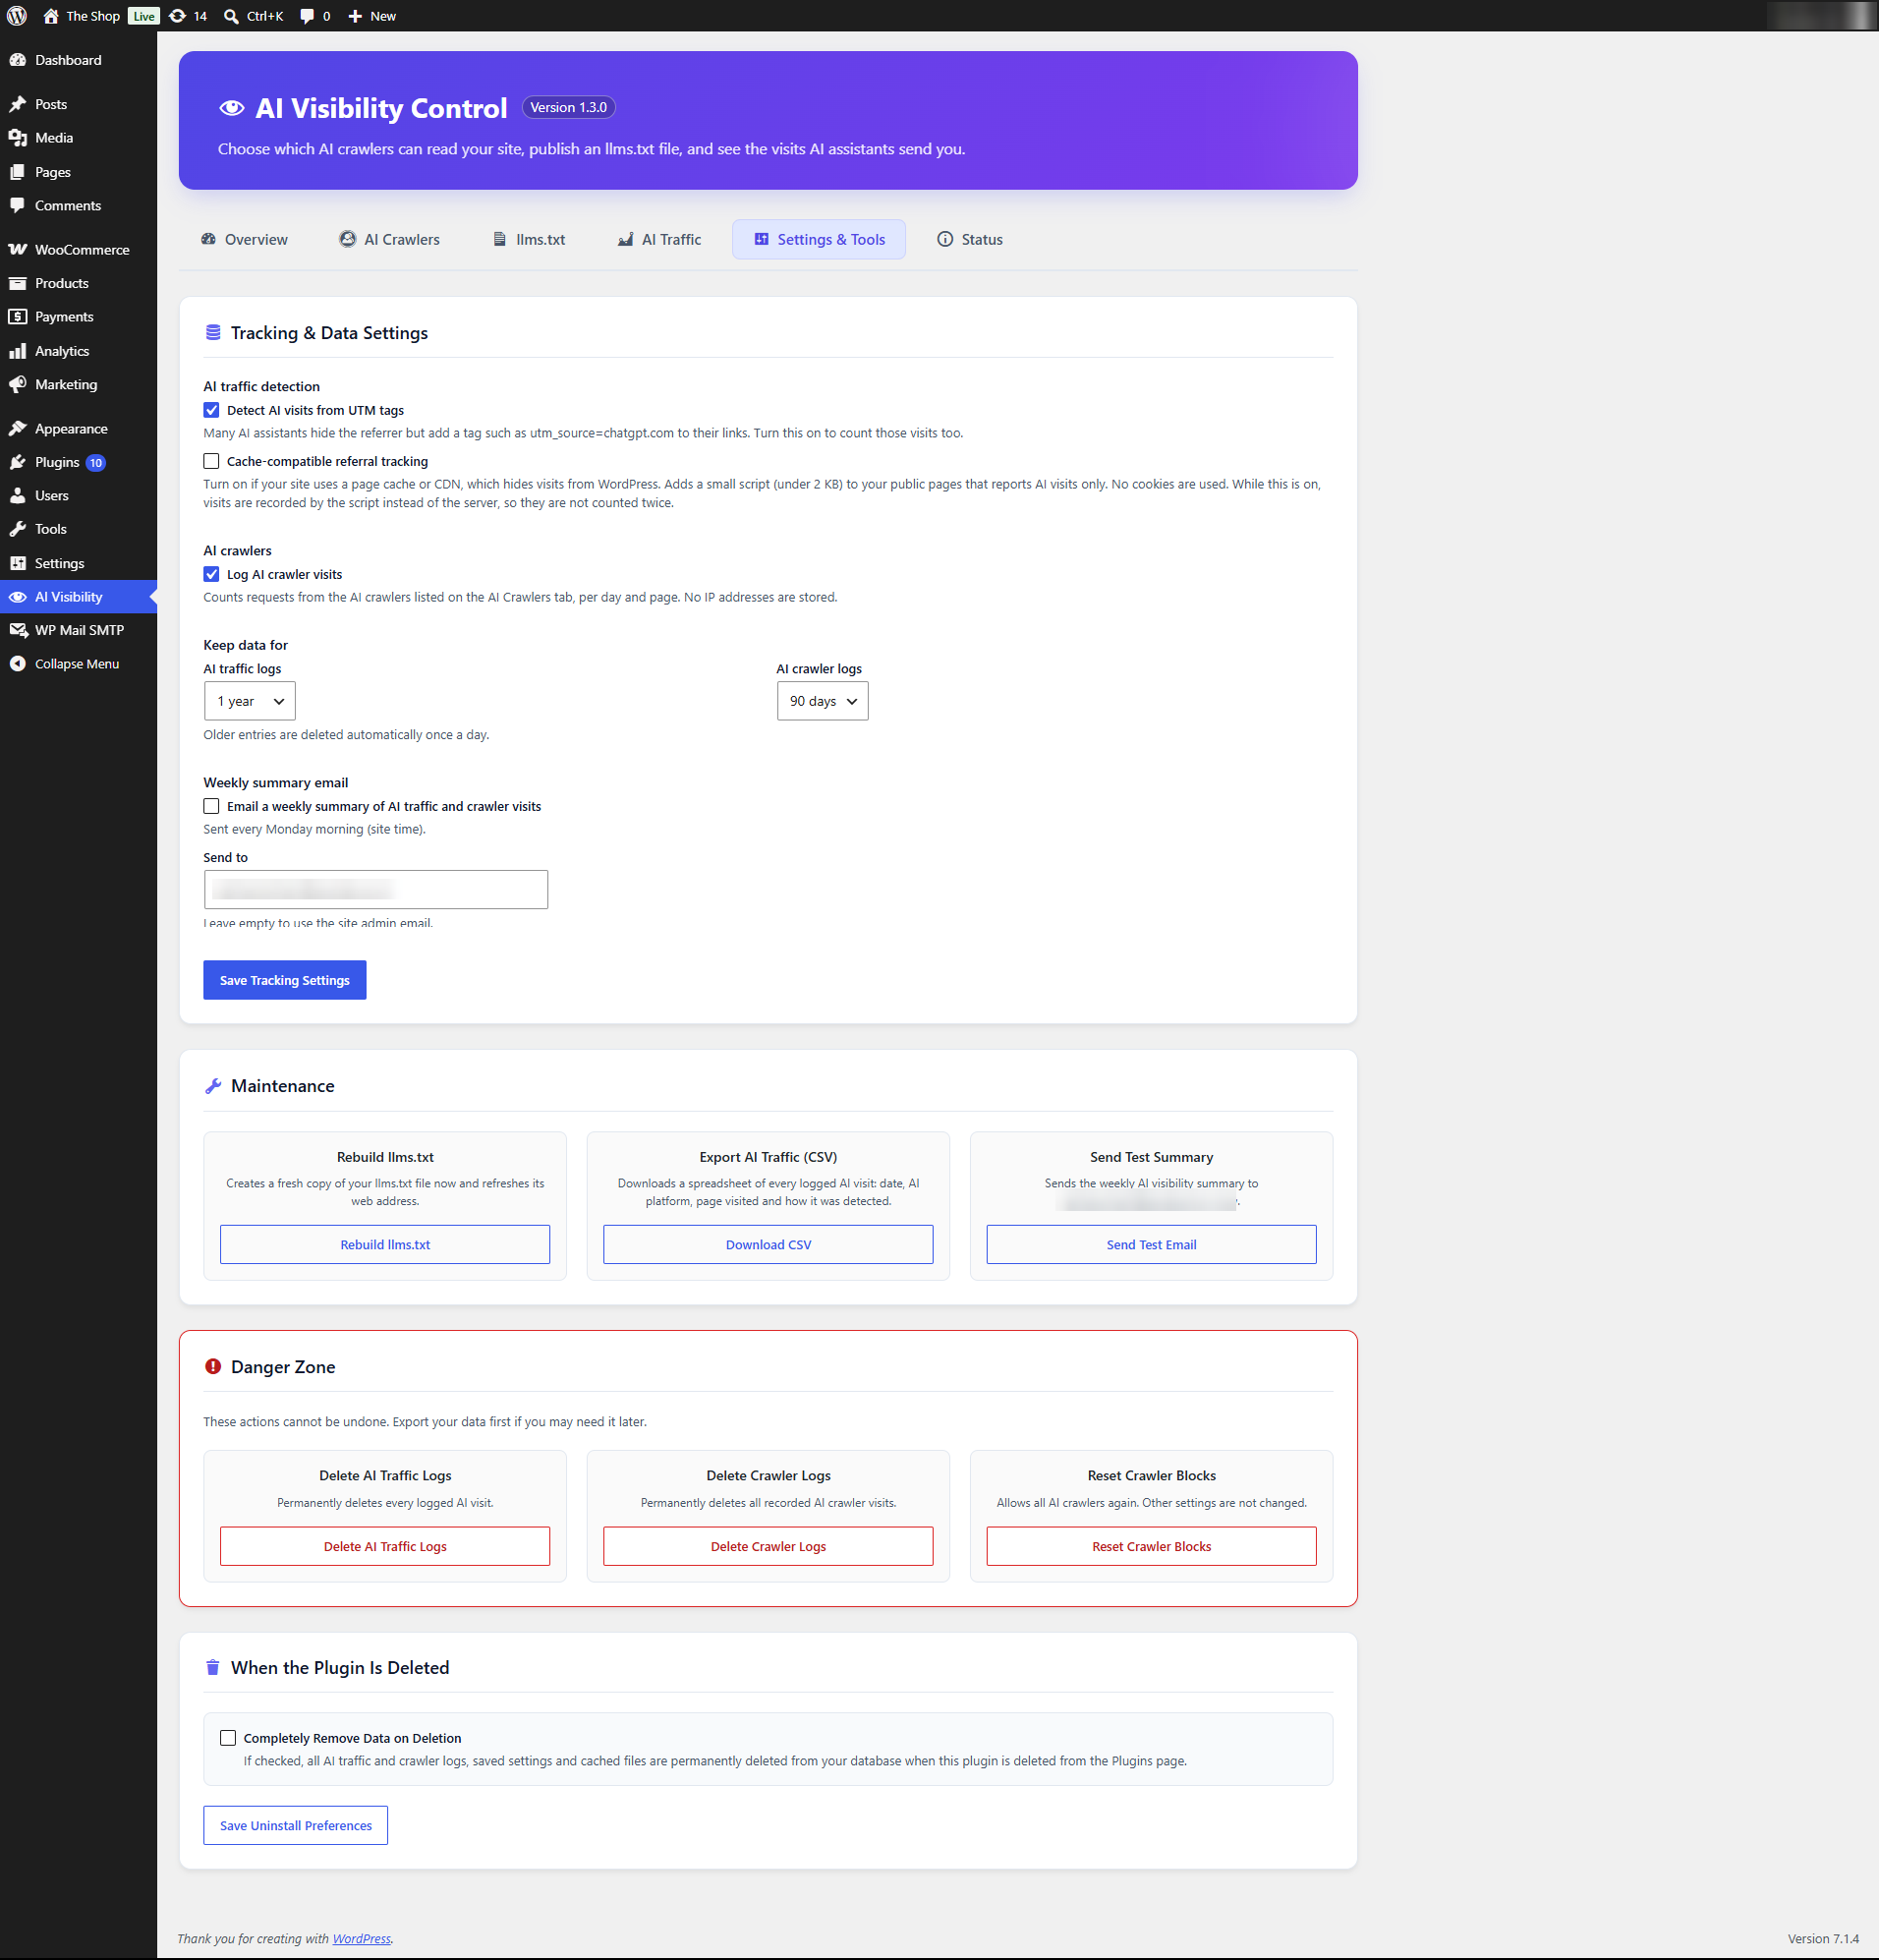 The Shop Live 14 Ctrl+K 0 New
Dashboard
Posts
Media
Pages
Comments
WooCommerce
Products
Payments
Analytics
Marketing
Appearance
Plugins 10
Users
Tools
Settings
AI Visibility
WP Mail SMTP
Collapse Menu
AI Visibility Control Version 1.3.0
Choose which AI crawlers can read your site, publish an llms.txt file, and see the visits AI assistants send you.
Overview AI Crawlers llms.txt AI Traffic Settings & Tools Status
Tracking & Data Settings
AI traffic detection
Detect AI visits from UTM tags
Many AI assistants hide the referrer but add a tag such as utm_source=chatgpt.com to their links. Turn this on to count those visits too.
Cache-compatible referral tracking
Turn on if your site uses a page cache or CDN, which hides visits from WordPress. Adds a small script (under 2 KB) to your public pages that reports AI visits only. No cookies are used. While this is on,
visits are recorded by the script instead of the server, so they are not counted twice.
AI crawlers
Log AI crawler visits
Counts requests from the AI crawlers listed on the AI Crawlers tab, per day and page. No IP addresses are stored.
Keep data for
AI traffic logs AI crawler logs
1 year 90 days
Older entries are deleted automatically once a day.
Weekly summary email
Email a weekly summary of AI traffic and crawler visits
Sent every Monday morning (site time).
Send to
Leave empty to use the site admin email.
Save Tracking Settings
Maintenance
Rebuild llms.txt
Creates a fresh copy of your llms.txt file now and refreshes its
web address.
Rebuild llms.txt
Export AI Traffic (CSV)
Downloads a spreadsheet of every logged AI visit: date, AI
platform, page visited and how it was detected.
Download CSV
Send Test Summary
Sends the weekly AI visibility summary to
Send Test Email
Danger Zone
These actions cannot be undone. Export your data first if you may need it later.
Delete AI Traffic Logs
Permanently deletes every logged AI visit.
Delete AI Traffic Logs
Delete Crawler Logs
Permanently deletes all recorded AI crawler visits.
Delete Crawler Logs
Reset Crawler Blocks
Allows all AI crawlers again. Other settings are not changed.
Reset Crawler Blocks
When the Plugin Is Deleted
Completely Remove Data on Deletion
If checked, all AI traffic and crawler logs, saved settings and cached files are permanently deleted from your database when this plugin is deleted from the Plugins page.
Save Uninstall Preferences
Thank you for creating with WordPress.
Version 7.1.4